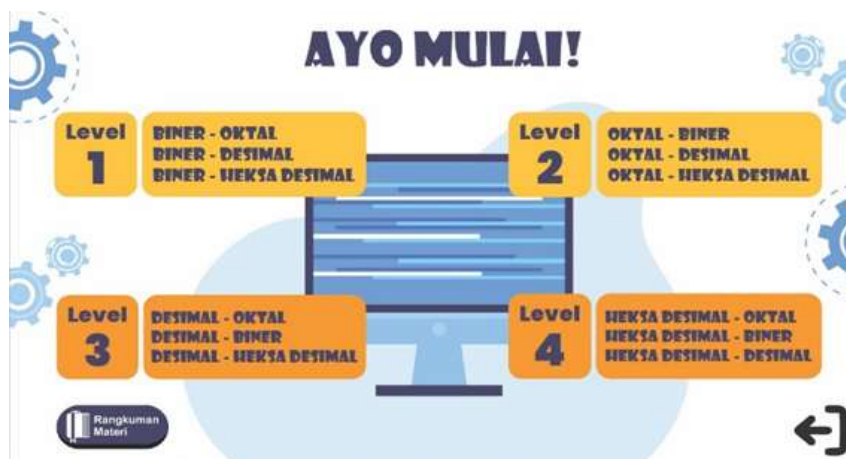 AYO MULAI!
Level
1
BINER - OKTAL
BINER - DESIMAL
BINER - HEKSA DESIMAL
Level
2
OKTAL - BINER
OKTAL - DESIMAL
OKTAL - HEKSA DESIMAL
Level
3
DESIMAL - OKTAL
DESIMAL - BINER
DESIMAL - HEKSA DESIMAL
Level
4
HEKSA DESIMAL - OKTAL
HEKSA DESIMAL - BINER
HEKSA DESIMAL - DESIMAL
Rangkuman
Materi